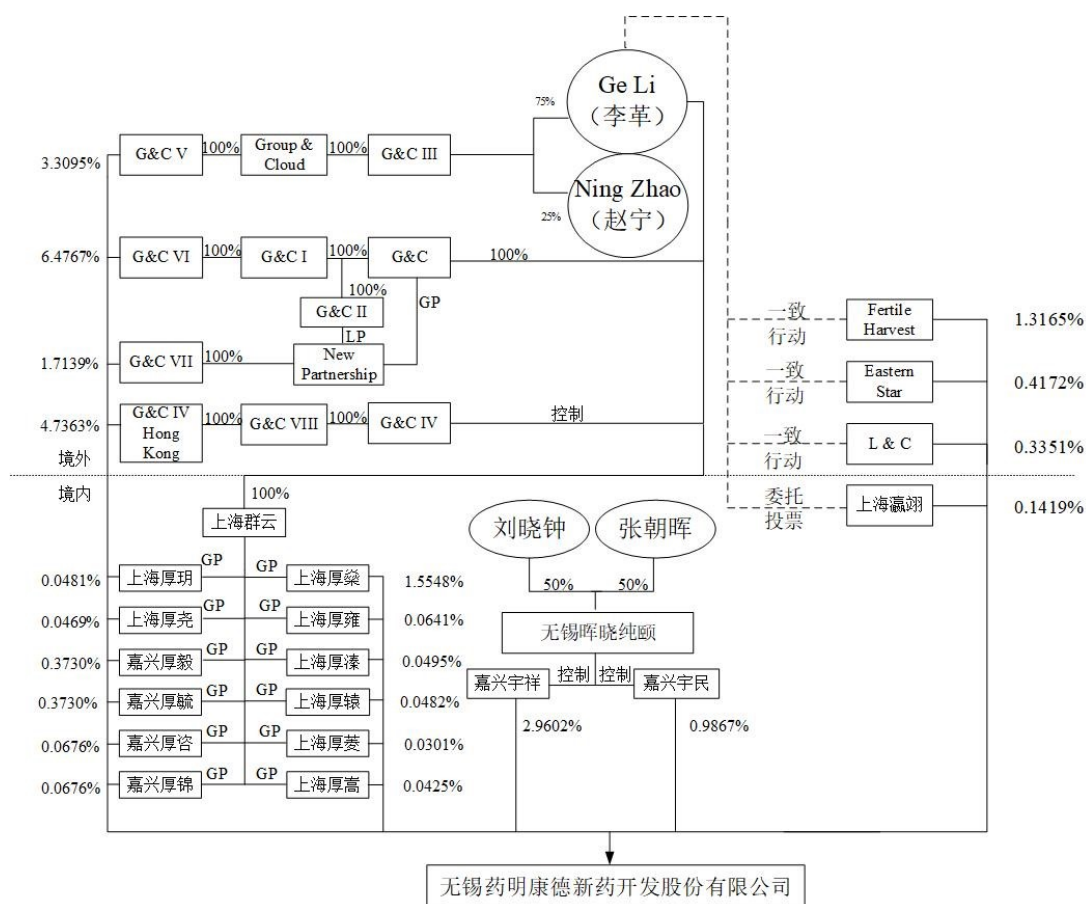 Ge Li
（李革）
75%
G&C V
100%
Group &
Cloud
100%
G&C III
3.3095%
Ning Zhao
（赵宁）
25%
6.4767%
G&C VI
100%
G&C I
100%
G&C
100%
100%
GP
G&C II
LP
1.7139%
G&C VII
100%
New
Partnership
4.7363%
G&C IV
Hong
Kong
100%
G&C VIII
100%
G&C IV
控制
一致
行动
Fertile
Harvest
1.3165%
一致
行动
Eastern
Star
0.4172%
一致
行动
L & C
0.3351%
委托
投票
上海瀛翊
0.1419%
境外
境内
100%
上海群云
刘晓钟
张朝晖
50%
50%
无锡晖晓纯颐
嘉兴宇祥
控制
控制
嘉兴宇民
2.9602%
0.9867%
0.0481%
上海厚玥
GP
GP
上海厚燊
1.5548%
0.0469%
上海厚尧
GP
GP
上海厚雍
0.0641%
0.3730%
嘉兴厚毅
GP
GP
上海厚溱
0.0495%
0.3730%
嘉兴厚毓
GP
GP
上海厚辕
0.0482%
0.0676%
嘉兴厚咨
GP
GP
上海厚菱
0.0301%
0.0676%
嘉兴厚锦
GP
GP
上海厚嵩
0.0425%
无锡药明康德新药开发股份有限公司